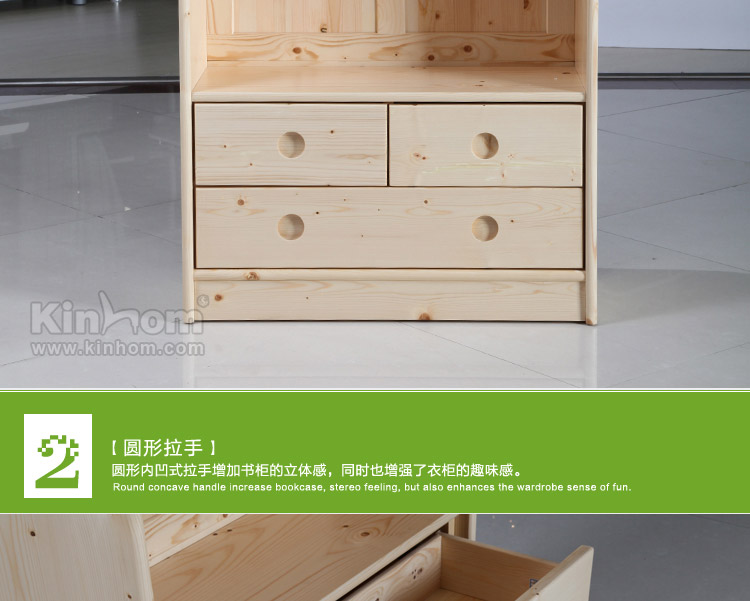 Kinhom®
www.kinhom.com
2
【圆形拉手】
圆形内凹式拉手增加书柜的立体感，同时也增强了衣柜的趣味感。
Round concave handle increase bookcase, stereo feeling, but also enhances the wardrobe sense of fun.